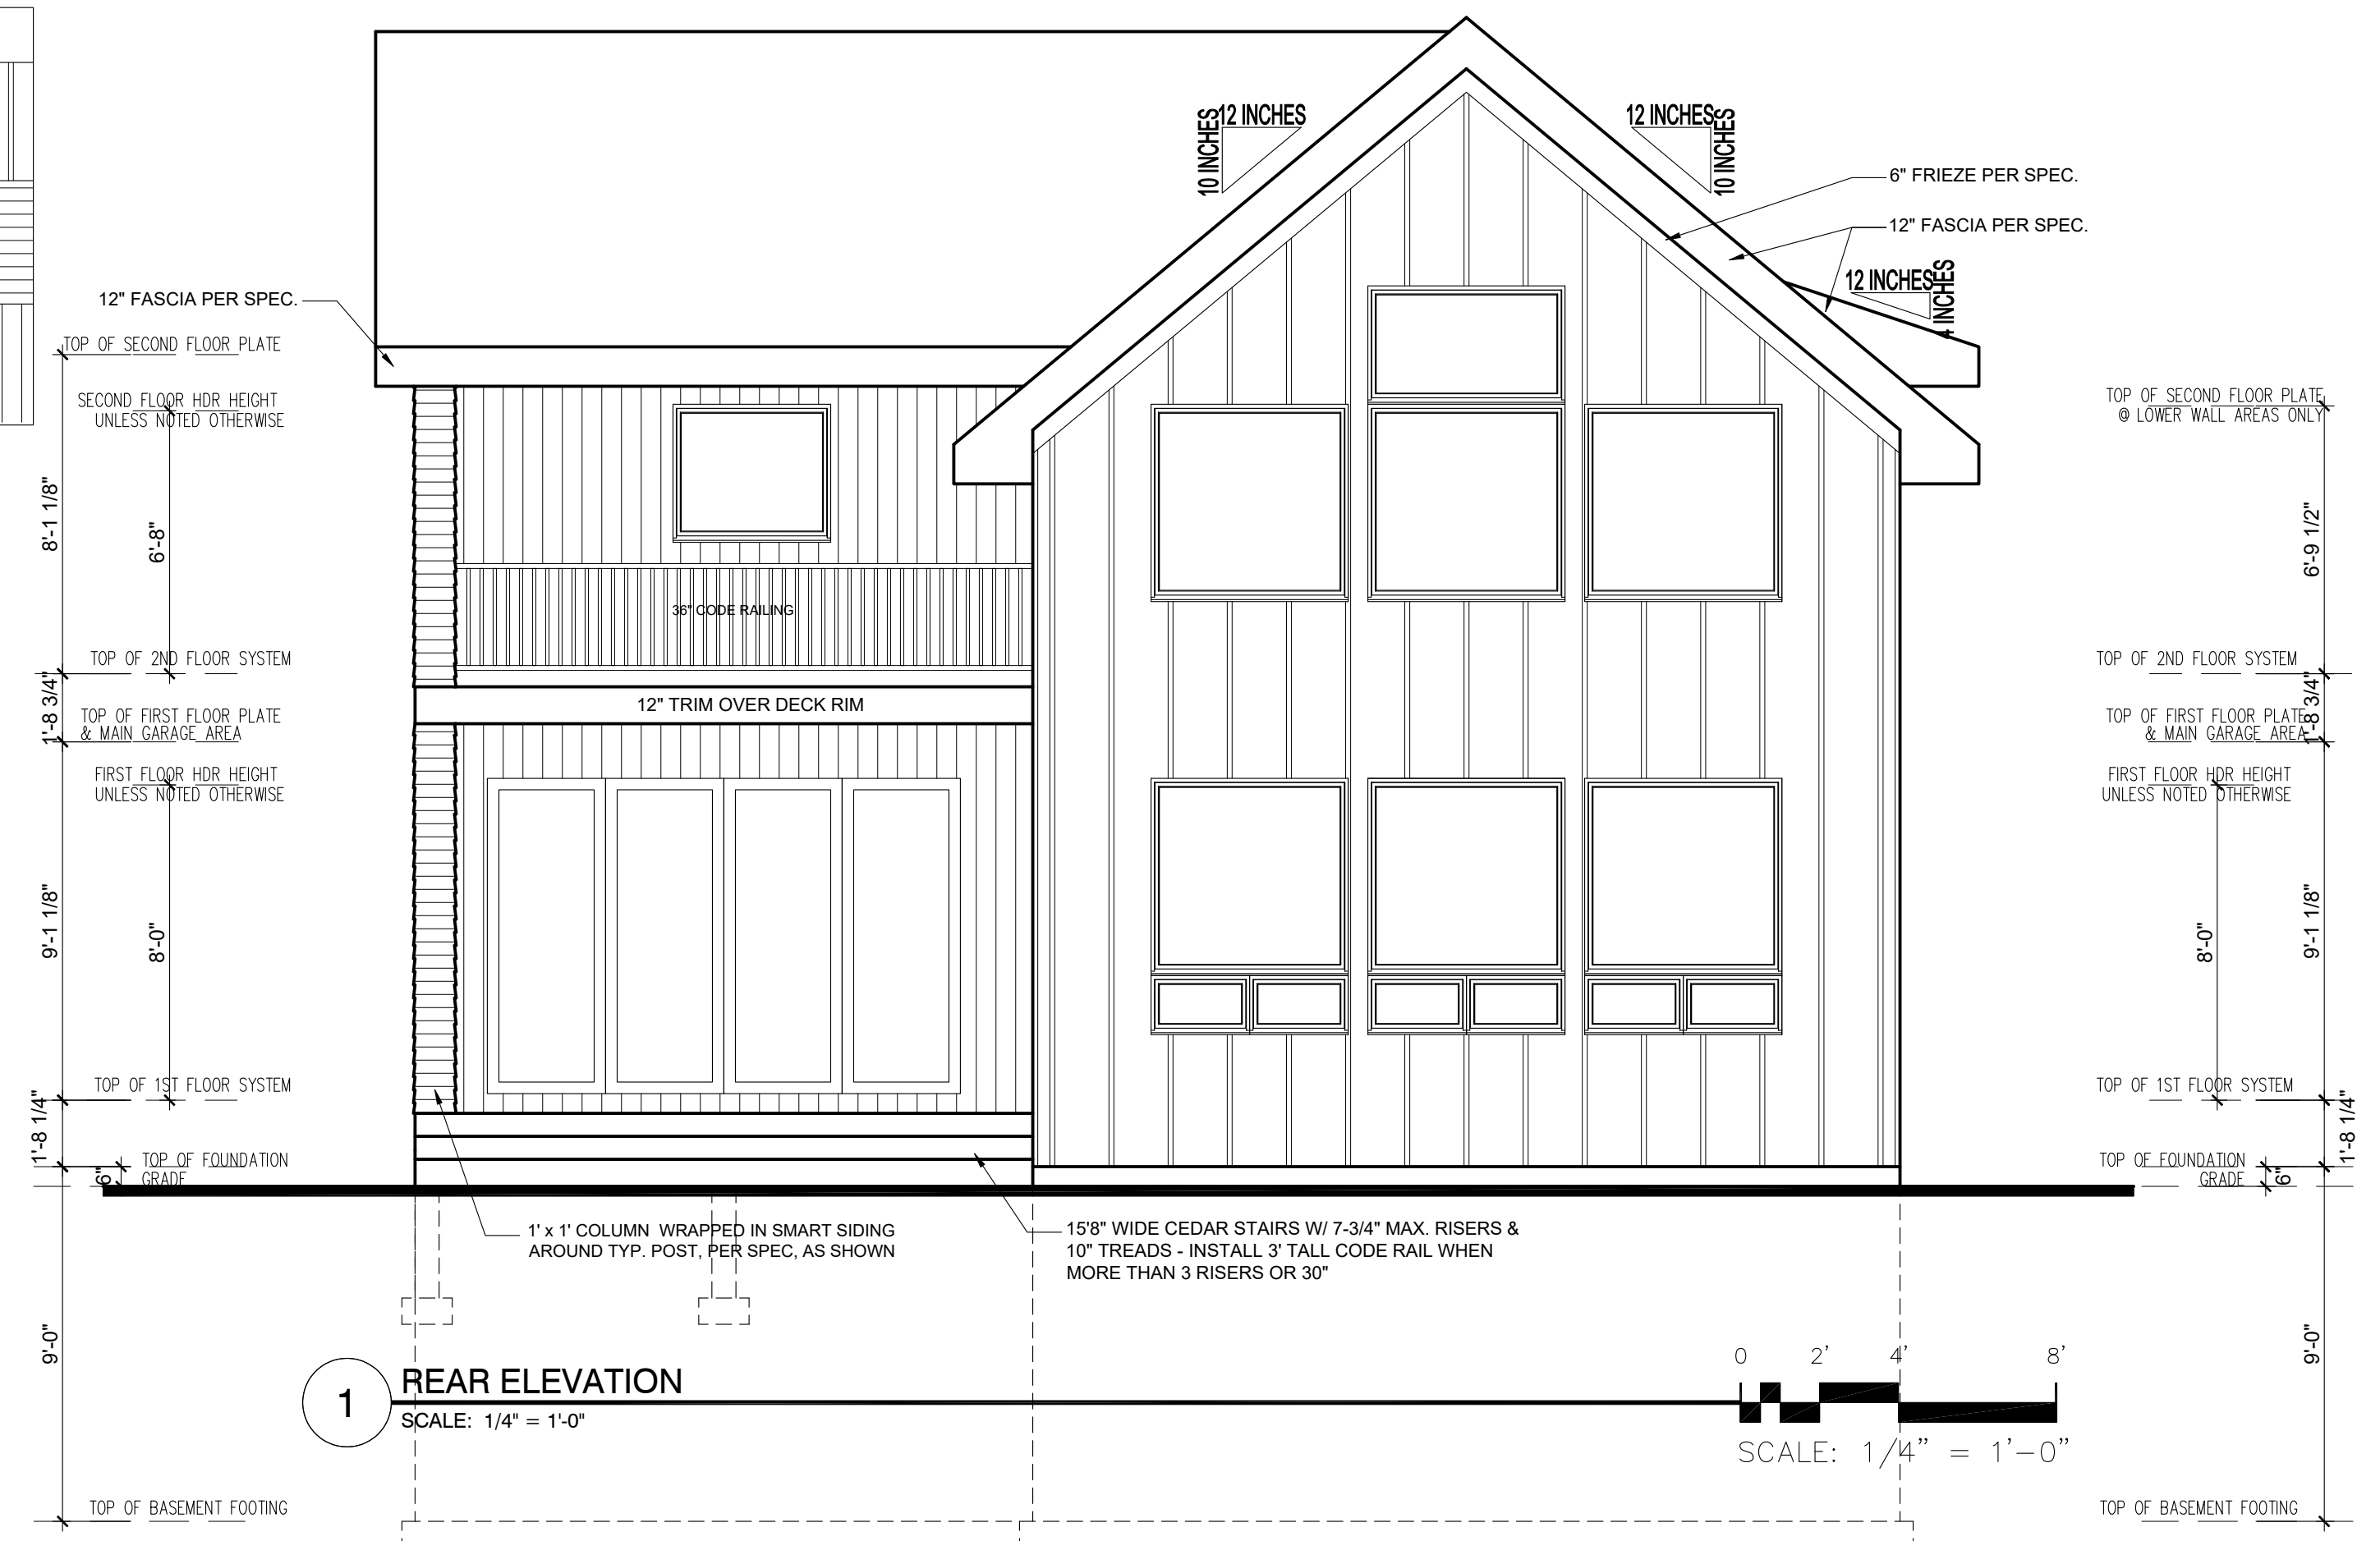 12 INCHES
10 INCHES
12 INCHES
10 INCHES
6" FRIEZE PER SPEC.
12" FASCIA PER SPEC.
12 INCHES
4 INCHES
12" FASCIA PER SPEC.
TOP OF SECOND FLOOR PLATE
SECOND FLOOR HDR HEIGHT
UNLESS NOTED OTHERWISE
8'-1 1/8"
6'-8"
TOP OF 2ND FLOOR SYSTEM
1'-8 3/4"
TOP OF FIRST FLOOR PLATE
& MAIN GARAGE AREA
FIRST FLOOR HDR HEIGHT
UNLESS NOTED OTHERWISE
9'-1 1/8"
8'-0"
TOP OF 1ST FLOOR SYSTEM
1'-8 1/4"
TOP OF FOUNDATION
6"
GRADE
9'-0"
TOP OF BASEMENT FOOTING
36" CODE RAILING
12" TRIM OVER DECK RIM
TOP OF SECOND FLOOR PLATE
@ LOWER WALL AREAS ONLY
6'-9 1/2"
TOP OF 2ND FLOOR SYSTEM
1'-8 3/4"
TOP OF FIRST FLOOR PLATE
& MAIN GARAGE AREA
FIRST FLOOR HDR HEIGHT
UNLESS NOTED OTHERWISE
9'-1 1/8"
8'-0"
TOP OF 1ST FLOOR SYSTEM
1'-8 1/4"
TOP OF FOUNDATION
GRADE
6"
9'-0"
TOP OF BASEMENT FOOTING
1' x 1' COLUMN WRAPPED IN SMART SIDING
AROUND TYP. POST, PER SPEC, AS SHOWN
15'8" WIDE CEDAR STAIRS W/ 7-3/4" MAX. RISERS &
10" TREADS - INSTALL 3' TALL CODE RAIL WHEN
MORE THAN 3 RISERS OR 30"
1
REAR ELEVATION
SCALE: 1/4" = 1'-0"
0 2' 4' 8'
SCALE: 1/4" = 1'-0"